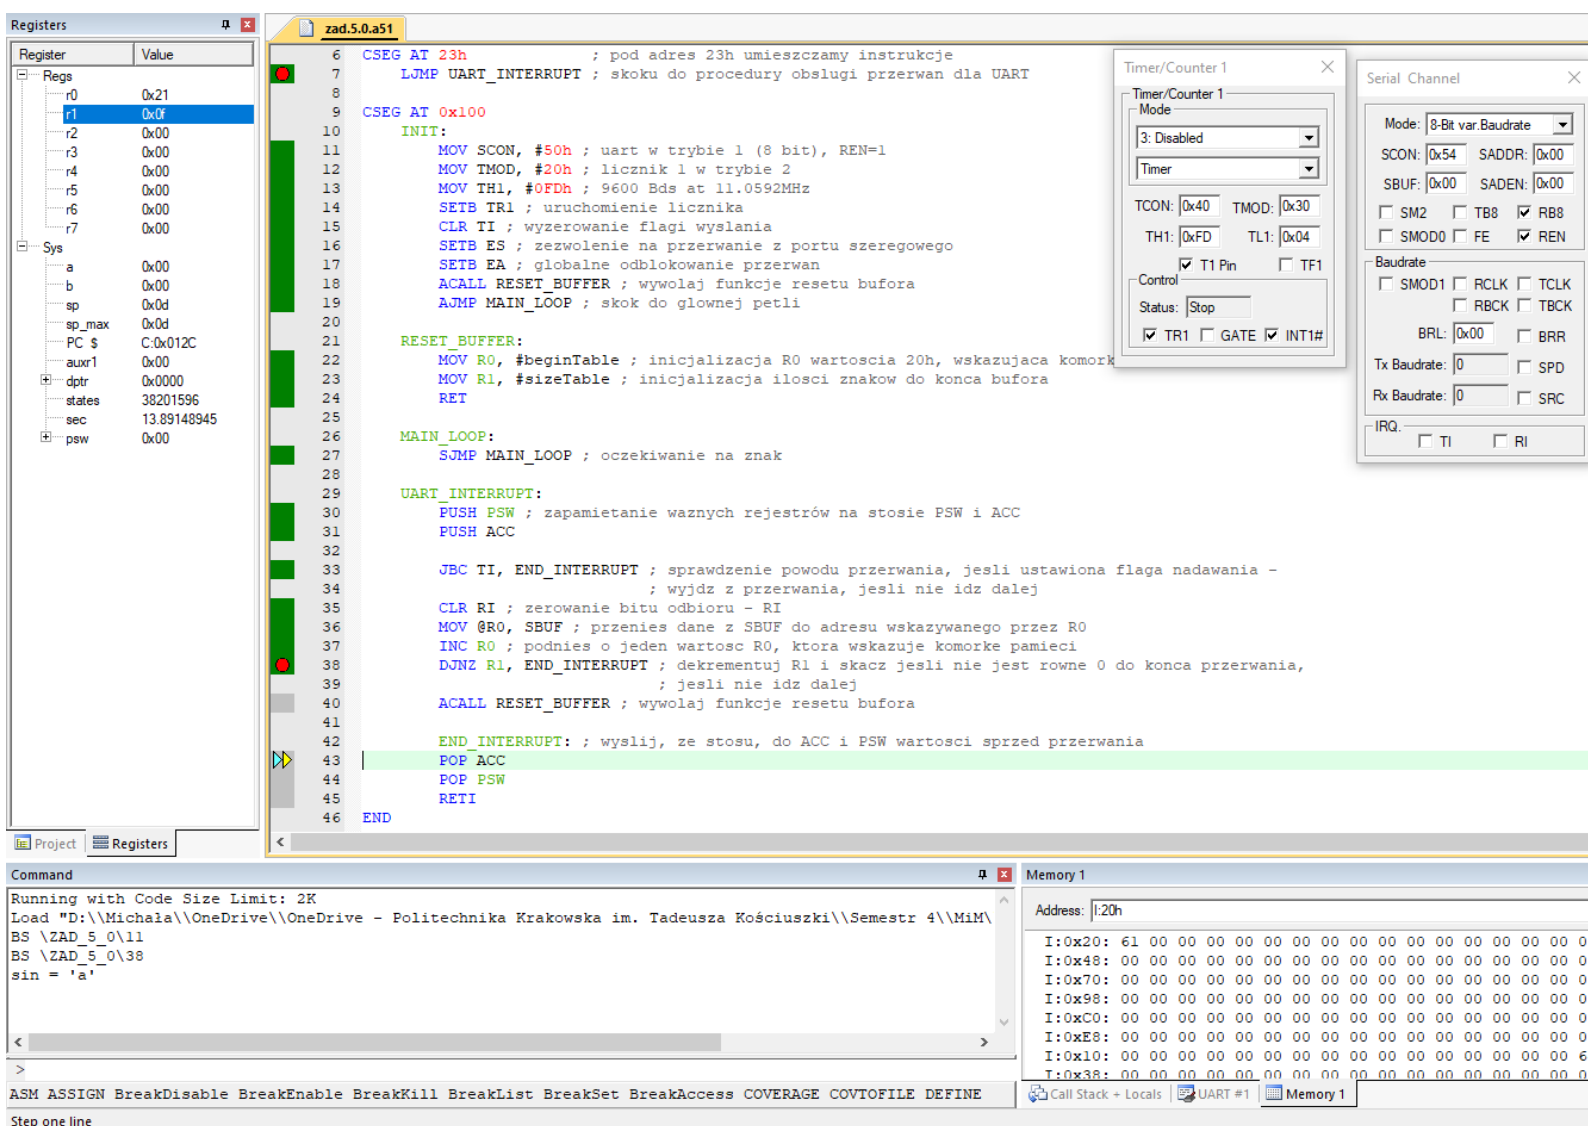 Registers
Register Value
Regs
r0 0x21
r1 0x0f
r2 0x00
r3 0x00
r4 0x00
r5 0x00
r6 0x00
r7 0x00
Sys
a 0x00
b 0x00
sp 0x0d
sp_max 0x0d
PC $ C:0x012C
auxr1 0x00
dptr 0x0000
states 38201596
sec 13.89148945
psw 0x00
Project Registers
zad.5.0.a51
6 CSEG AT 23h ; pod adres 23h umieszczamy instrukcje
7 LJMP UART_INTERRUPT ; skoku do procedury obslugi przerwan dla UART
8
9 CSEG AT 0x100
10 INIT:
11 MOV SCON, #50h ; uart w trybie 1 (8 bit), REN=1
12 MOV TMOD, #20h ; licznik 1 w trybie 2
13 MOV TH1, #0FDh ; 9600 Bds at 11.0592MHz
14 SETB TR1 ; uruchomienie licznika
15 CLR TI ; wyzerowanie flagi wyslania
16 SETB ES ; zezwolenie na przerwanie z portu szeregowego
17 SETB EA ; globalne odblokowanie przerwan
18 ACALL RESET_BUFFER ; wywolaj funkcje resetu bufora
19 AJMP MAIN_LOOP ; skok do glownej petli
20
21 RESET_BUFFER:
22 MOV R0, #beginTable ; inicjalizacja R0 wartoscia 20h, wskazujaca komork
23 MOV R1, #sizeTable ; inicjalizacja ilosci znakow do konca bufora
24 RET
25
26 MAIN_LOOP:
27 SJMP MAIN_LOOP ; oczekiwanie na znak
28
29 UART_INTERRUPT:
30 PUSH PSW ; zapamietanie waznych rejestrów na stosie PSW i ACC
31 PUSH ACC
32
33 JBC TI, END_INTERRUPT ; sprawdzenie powodu przerwania, jesli ustawiona flaga nadawania -
34 ; wyjdz z przerwania, jesli nie idz dalej
35 CLR RI ; zerowanie bitu odbioru - RI
36 MOV @R0, SBUF ; przenies dane z SBUF do adresu wskazywanego przez R0
37 INC R0 ; podnies o jeden wartosc R0, ktora wskazuje komorke pamieci
38 DJNZ R1, END_INTERRUPT ; dekrementuj R1 i skacz jesli nie jest rowne 0 do konca przerwania,
39 ; jesli nie idz dalej
40 ACALL RESET_BUFFER ; wywolaj funkcje resetu bufora
41
42 END_INTERRUPT: ; wyslij, ze stosu, do ACC i PSW wartosci sprzed przerwania
43 POP ACC
44 POP PSW
45 RETI
46 END
Timer/Counter 1
Timer/Counter 1
Mode
3: Disabled
Timer
TCON: 0x40 TMOD: 0x30
TH1: 0xFD TL1: 0x04
T1 Pin TF1
Control
Status: Stop
TR1 GATE INT1#
Serial Channel
Mode: 8-Bit var.Baudrate
SCON: 0x54 SADDR: 0x00
SBUF: 0x00 SADEN: 0x00
SM2 TB8 RB8
SMOD0 FE REN
Baudrate
SMOD1 RCLK TCLK
RBCK TBCK
BRL: 0x00 BRR
Tx Baudrate: 0 SPD
Rx Baudrate: 0 SRC
IRQ.
TI RI
Command
Running with Code Size Limit: 2K
Load "D:\\Michala\\OneDrive\\OneDrive - Politechnika Krakowska im. Tadeusza Kościuszki\\Semestr 4\\MiM\
BS \ZAD_5_0\11
BS \ZAD_5_0\38
sin = 'a'
>
ASM ASSIGN BreakDisable BreakEnable BreakKill BreakList BreakSet BreakAccess COVERAGE COVTOFILE DEFINE
Step one line
Memory 1
Address: I:20h
I:0x20: 61 00 00 00 00 00 00 00 00 00 00 00 00 00 00 00 0
I:0x48: 00 00 00 00 00 00 00 00 00 00 00 00 00 00 00 00 0
I:0x70: 00 00 00 00 00 00 00 00 00 00 00 00 00 00 00 00 0
I:0x98: 00 00 00 00 00 00 00 00 00 00 00 00 00 00 00 00 0
I:0xC0: 00 00 00 00 00 00 00 00 00 00 00 00 00 00 00 00 0
I:0xE8: 00 00 00 00 00 00 00 00 00 00 00 00 00 00 00 00 0
I:0x10: 00 00 00 00 00 00 00 00 00 00 00 00 00 00 00 00 6
I:0x38: 00 00 00 00 00 00 00 00 00 00 00 00 00 00 00 00 0
Call Stack + Locals UART #1 Memory 1